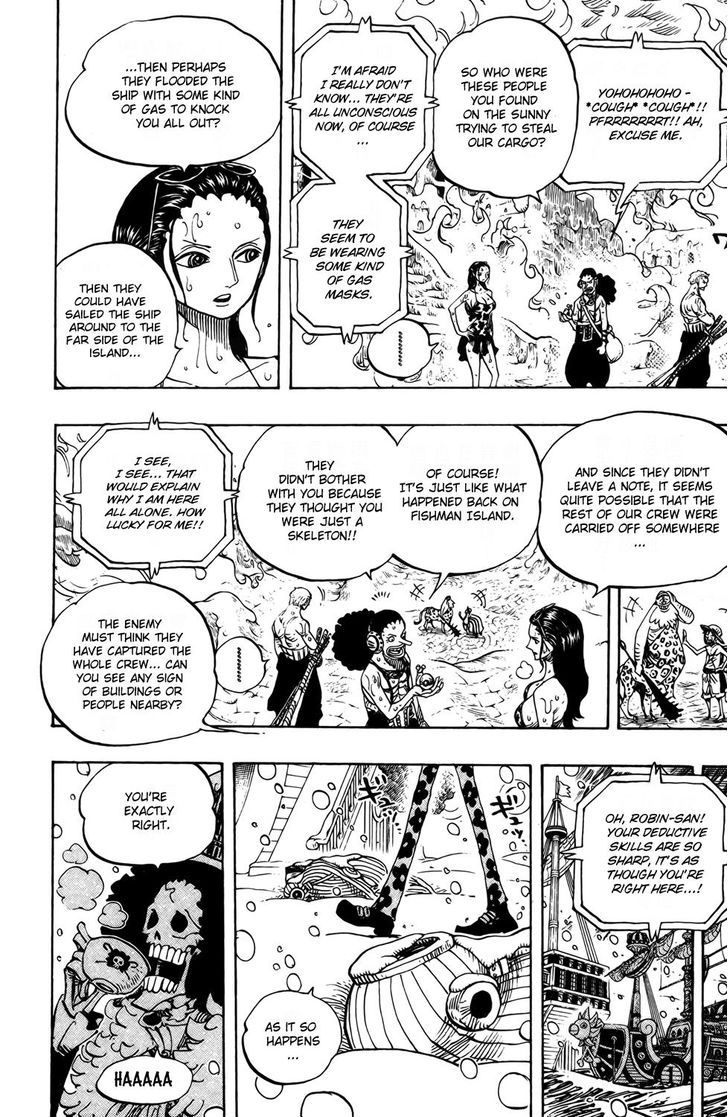 YOHOHOHOHO -
*COUGH* *COUGH*!!
PFRRRRRRRT!! AH,
EXCUSE ME.
SO WHO WERE
THESE PEOPLE
YOU FOUND
ON THE SUNNY
TRYING TO STEAL
OUR CARGO?
I'M AFRAID
I REALLY DON'T
KNOW... THEY'RE
ALL UNCONSCIOUS
NOW, OF COURSE
...
THEY
SEEM TO
BE WEARING
SOME KIND
OF GAS
MASKS.
...THEN PERHAPS
THEY FLOODED THE
SHIP WITH SOME KIND
OF GAS TO KNOCK
YOU ALL OUT?
THEN THEY
COULD HAVE
SAILED THE SHIP
AROUND TO THE
FAR SIDE OF THE
ISLAND...
AND SINCE THEY DIDN'T
LEAVE A NOTE, IT SEEMS
QUITE POSSIBLE THAT THE
REST OF OUR CREW WERE
CARRIED OFF SOMEWHERE
...
OF COURSE!
IT'S JUST LIKE WHAT
HAPPENED BACK ON
FISHMAN ISLAND.
THEY
DIDN'T BOTHER
WITH YOU BECAUSE
THEY THOUGHT YOU
WERE JUST A
SKELETON!!
I SEE,
I SEE... THAT
WOULD EXPLAIN
WHY I AM HERE
ALL ALONE. HOW
LUCKY FOR ME!!
THE ENEMY
MUST THINK THEY
HAVE CAPTURED THE
WHOLE CREW... CAN
YOU SEE ANY SIGN
OF BUILDINGS OR
PEOPLE NEARBY?
OH, ROBIN-SAN!
YOUR DEDUCTIVE
SKILLS ARE SO
SHARP, IT'S AS
THOUGH YOU'RE
RIGHT HERE...!
AS IT SO
HAPPENS
...
YOU'RE
EXACTLY
RIGHT.
HAAAAA